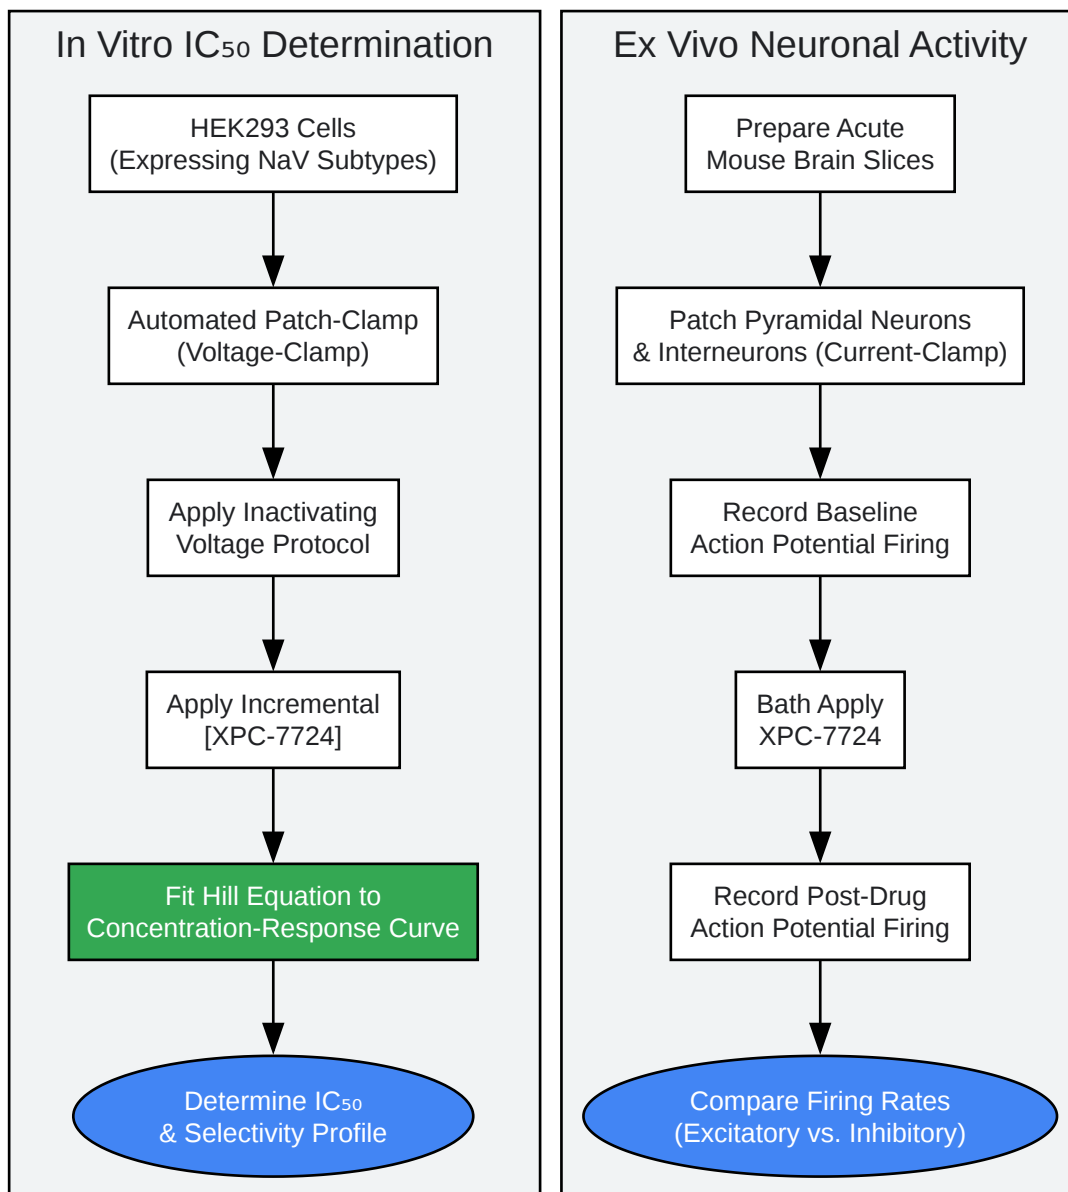 In Vitro IC₅₀ Determination
HEK293 Cells
(Expressing NaV Subtypes)
Automated Patch-Clamp
(Voltage-Clamp)
Apply Inactivating
Voltage Protocol
Apply Incremental
[XPC-7724]
Fit Hill Equation to
Concentration-Response Curve
Determine IC₅₀
& Selectivity Profile
Ex Vivo Neuronal Activity
Prepare Acute
Mouse Brain Slices
Patch Pyramidal Neurons
& Interneurons (Current-Clamp)
Record Baseline
Action Potential Firing
Bath Apply
XPC-7724
Record Post-Drug
Action Potential Firing
Compare Firing Rates
(Excitatory vs. Inhibitory)